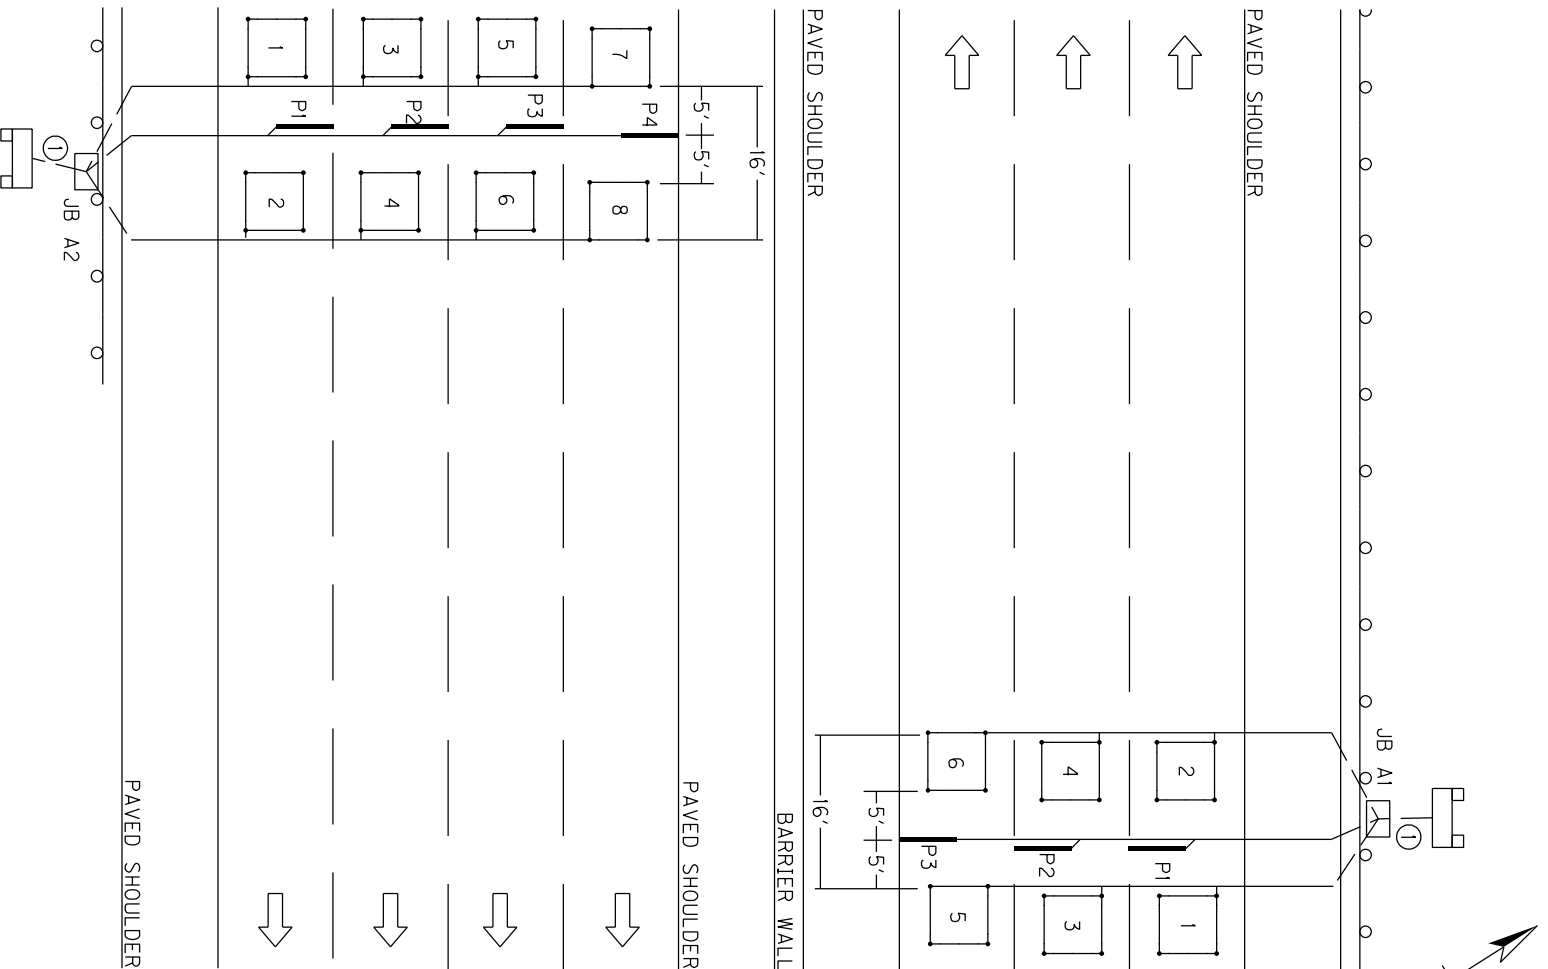 1
3
5
7
P1
P2
P3
P4
5'
5'
16'
2
4
6
8
1
JB A2
PAVED SHOULDER
PAVED SHOULDER
PAVED SHOULDER
PAVED SHOULDER
BARRIER WALL
6
4
2
JB A1
1
16'
5'
5'
P3
P2
P1
5
3
1